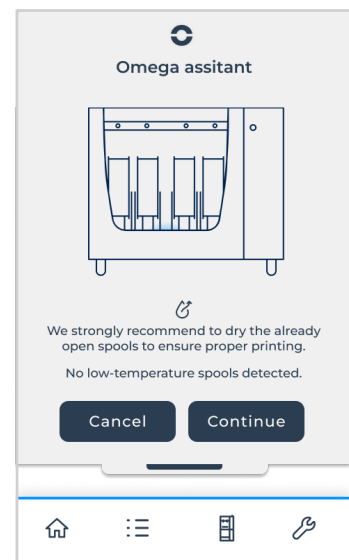 Omega assitant
We strongly recommend to dry the already
open spools to ensure proper printing.
No low-temperature spools detected.
Cancel Continue